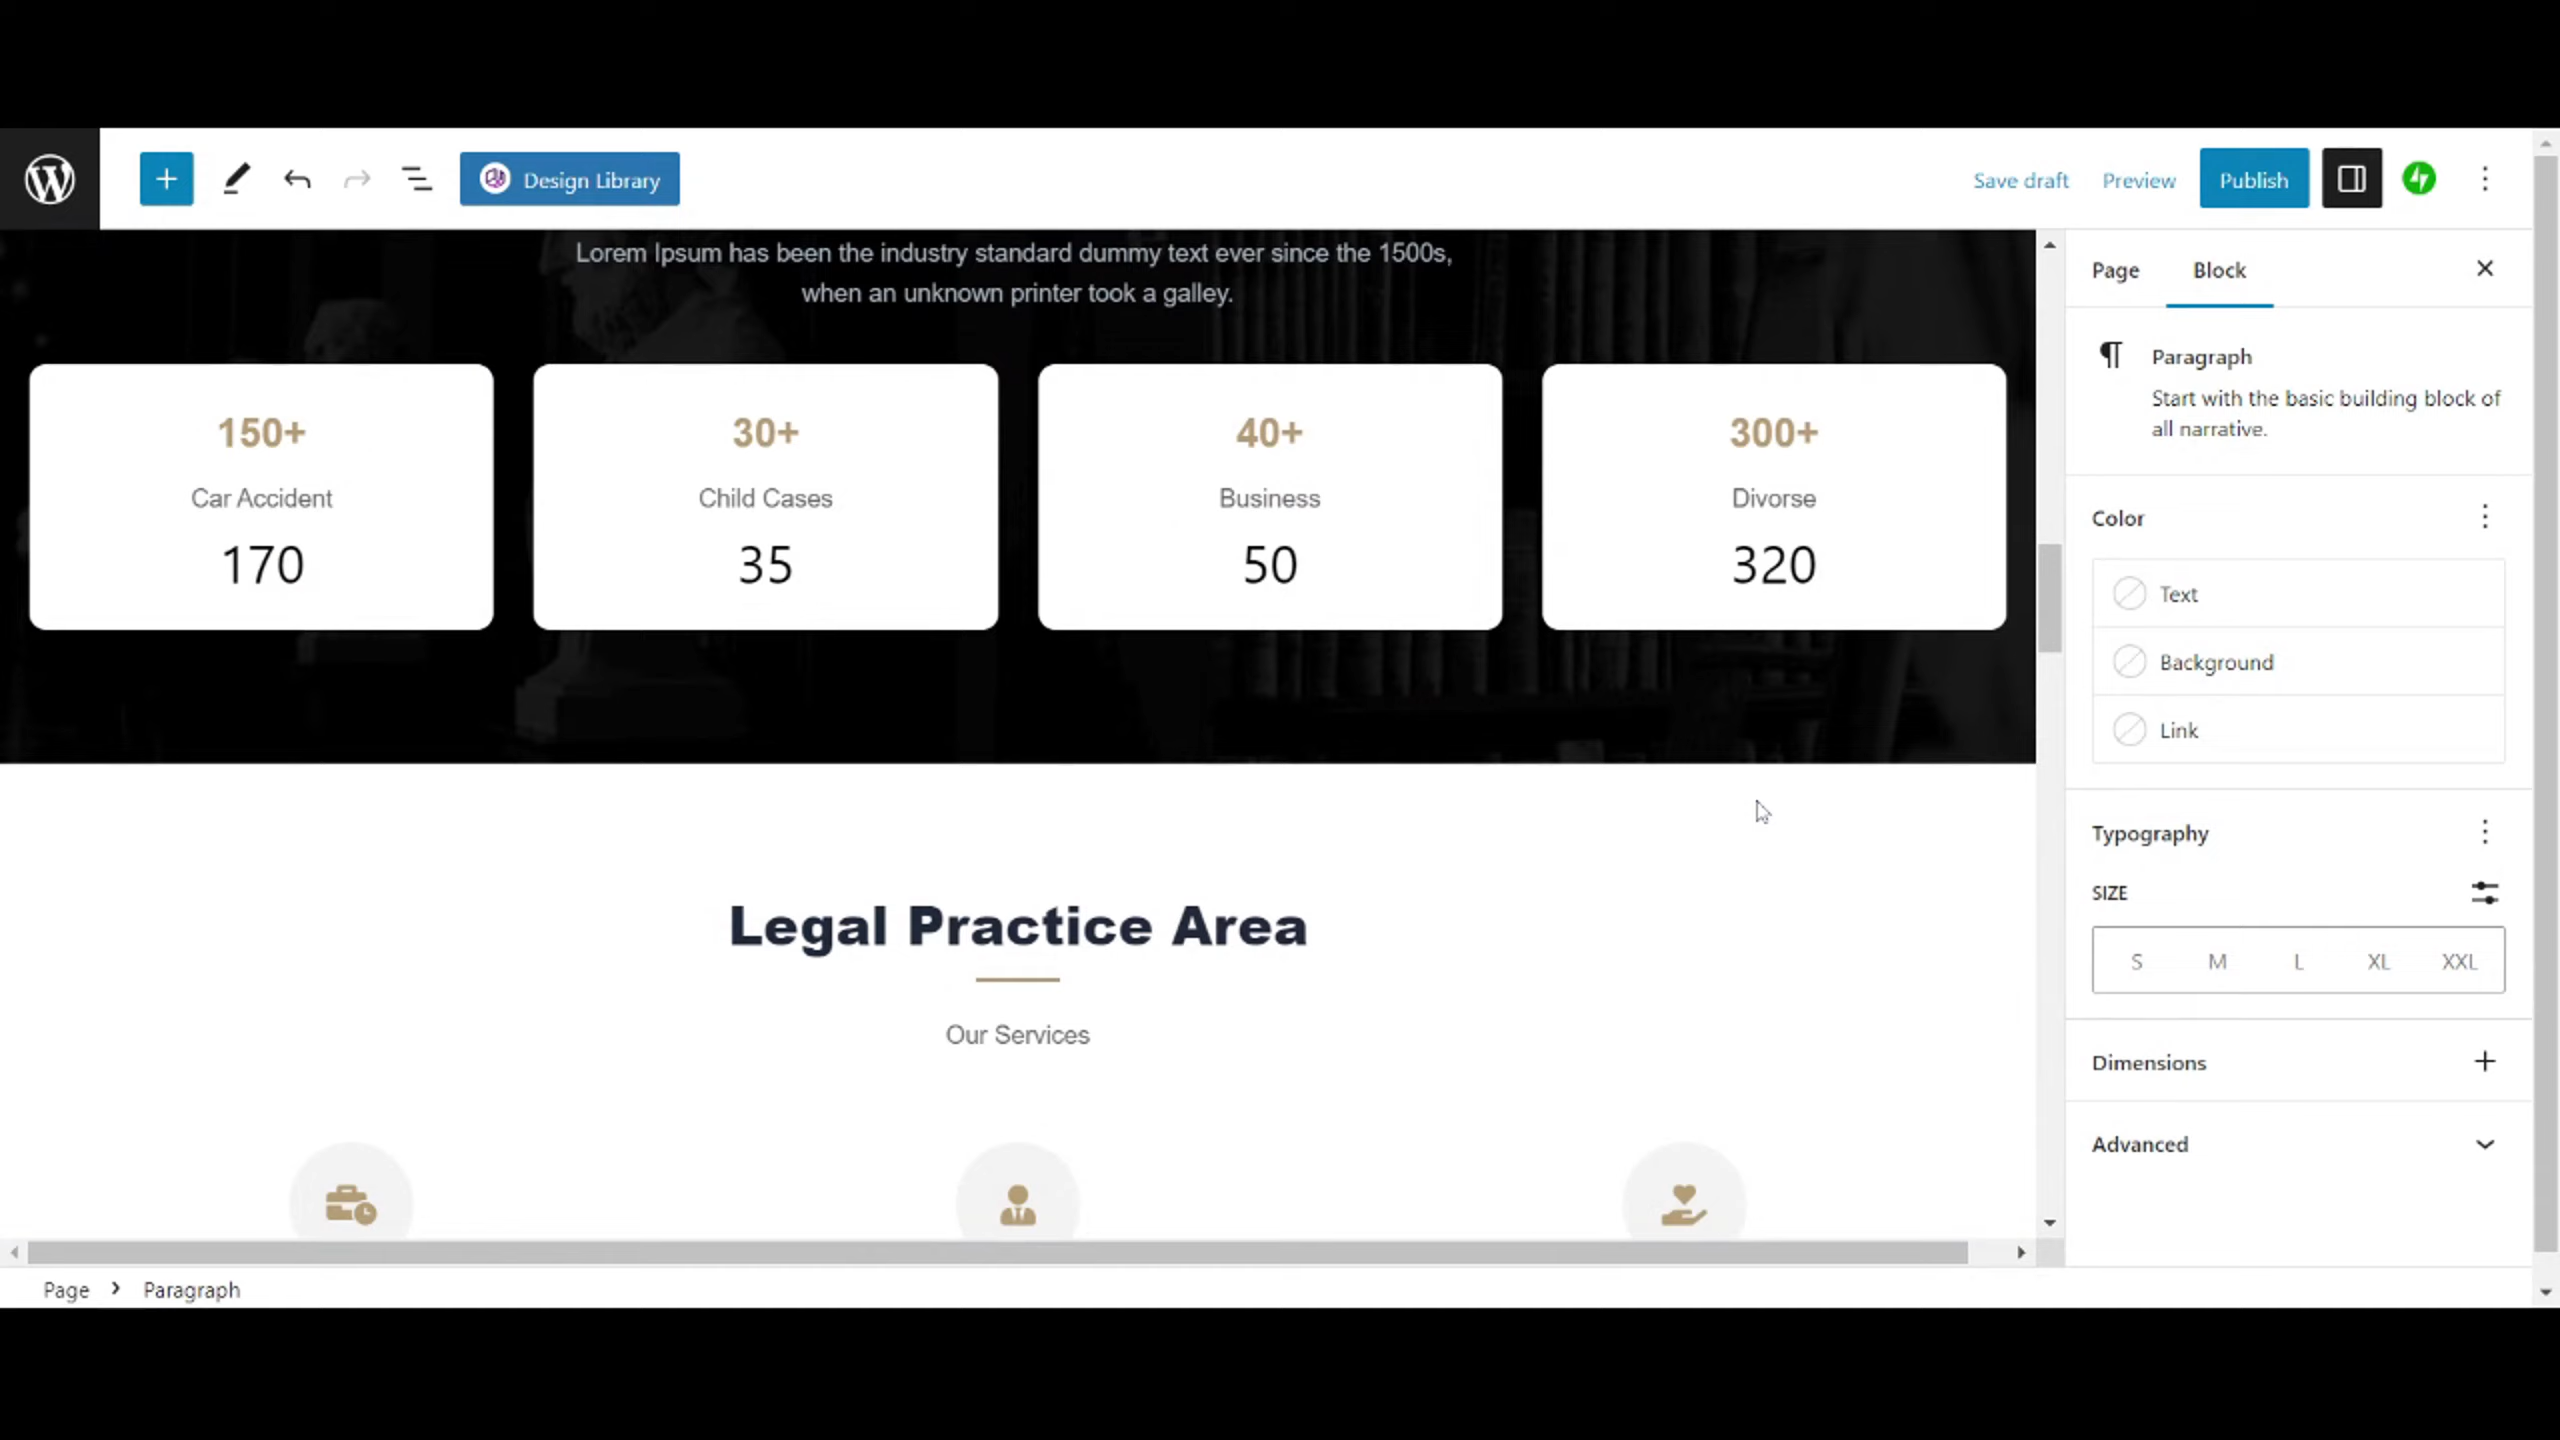 Design Library
Save draft
Preview
Publish
Lorem Ipsum has been the industry standard dummy text ever since the 1500s,
when an unknown printer took a galley.
150+
Car Accident
170
30+
Child Cases
35
40+
Business
50
300+
Divorse
320
Legal Practice Area
Our Services
Page
Block
Paragraph
Start with the basic building block of
all narrative.
Color
Text
Background
Link
Typography
SIZE
S M L XL XXL
Dimensions
Advanced
Page > Paragraph